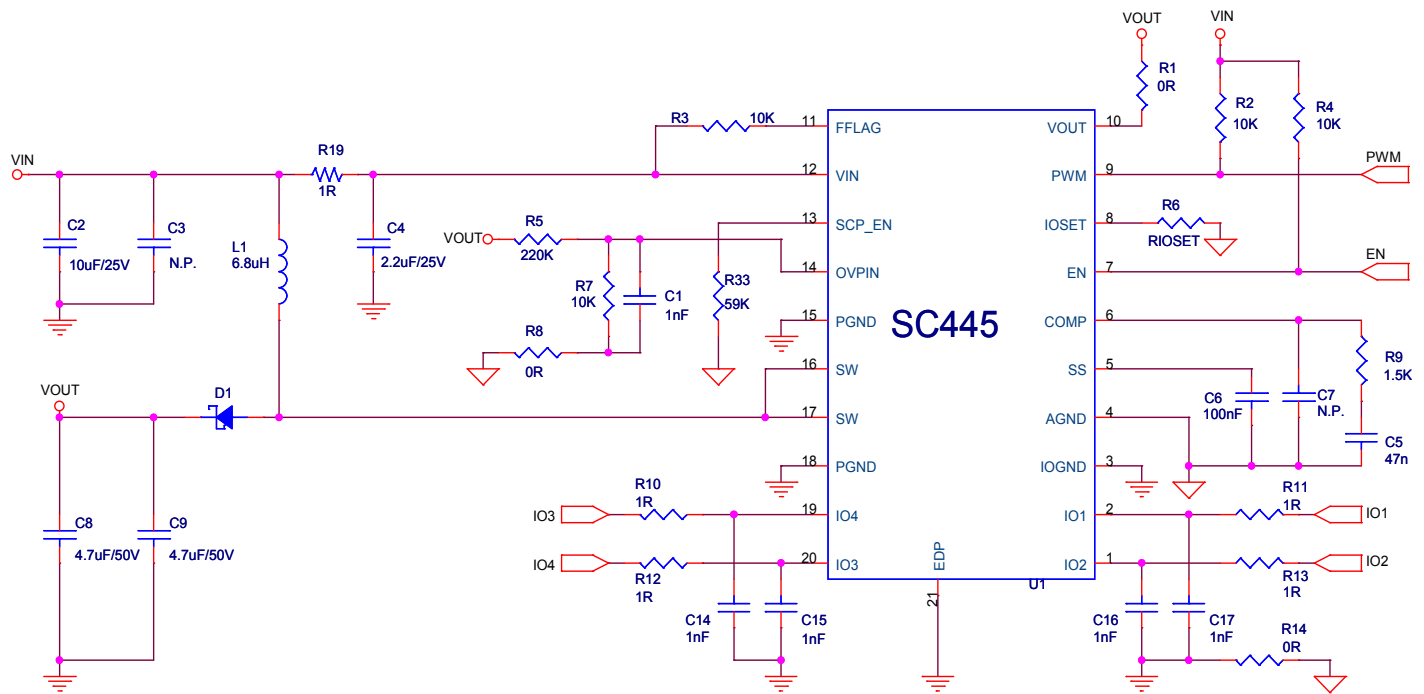 VOUT
VIN
R1
0R
R2
10K
R4
10K
R3
10K
11
FFLAG
VOUT
10
VIN
R19
1R
12
VIN
PWM
9
PWM
C2
10uF/25V
C3
N.P.
L1
6.8uH
C4
2.2uF/25V
VOUT
R5
220K
13
SCP_EN
IOSET
8
R6
RIOSET
14
OVPIN
EN
7
EN
R7
10K
C1
1nF
R33
59K
R8
0R
15
PGND
SC445
COMP
6
R9
1.5K
16
SW
SS
5
C6
100nF
C7
N.P.
C5
47n
VOUT
D1
17
SW
AGND
4
18
PGND
IOGND
3
R10
1R
IO3
19
IO4
IO1
2
R11
1R
IO1
IO4
R12
1R
20
IO3
IO2
1
R13
1R
IO2
C8
4.7uF/50V
C9
4.7uF/50V
EDP
21
U1
C14
1nF
C15
1nF
C16
1nF
C17
1nF
R14
0R